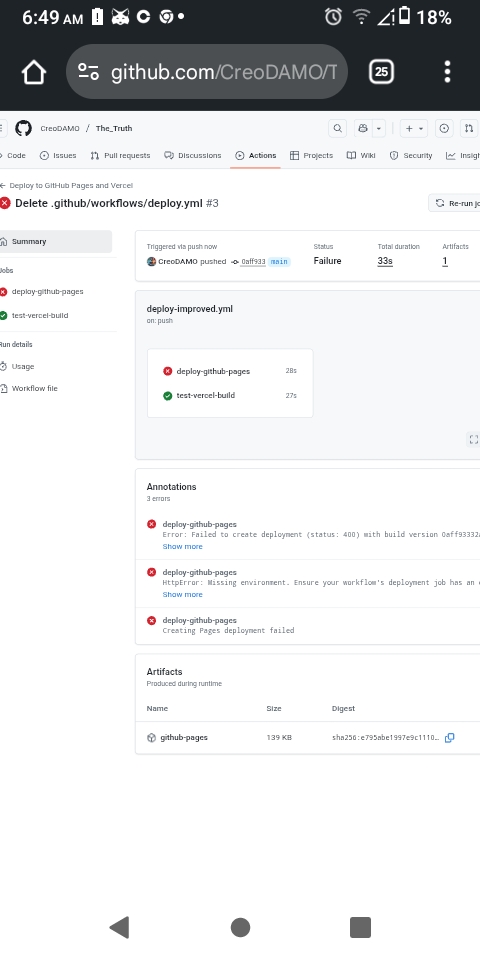 6:49 AM
18%
github.com/CreoDAMO/T
25
CreoDAMO / The_Truth
Code Issues Pull requests Discussions Actions Projects Wiki Security Insigh
Deploy to GitHub Pages and Vercel
Delete .github/workflows/deploy.yml #3
Re-run jo
Summary
Jobs
deploy-github-pages
test-vercel-build
Run details
Usage
Workflow file
Triggered via push now
CreoDAMO pushed 0aff933 main
Status
Failure
Total duration
33s
Artifacts
1
deploy-improved.yml
on: push
deploy-github-pages 28s
test-vercel-build 27s
Annotations
3 errors
deploy-github-pages
Error: Failed to create deployment (status: 400) with build version 0aff93332
Show more
deploy-github-pages
HttpError: Missing environment. Ensure your workflow's deployment job has an
Show more
deploy-github-pages
Creating Pages deployment failed
Artifacts
Produced during runtime
Name Size Digest
github-pages 139 KB sha256:e795abe1997e9c1110…